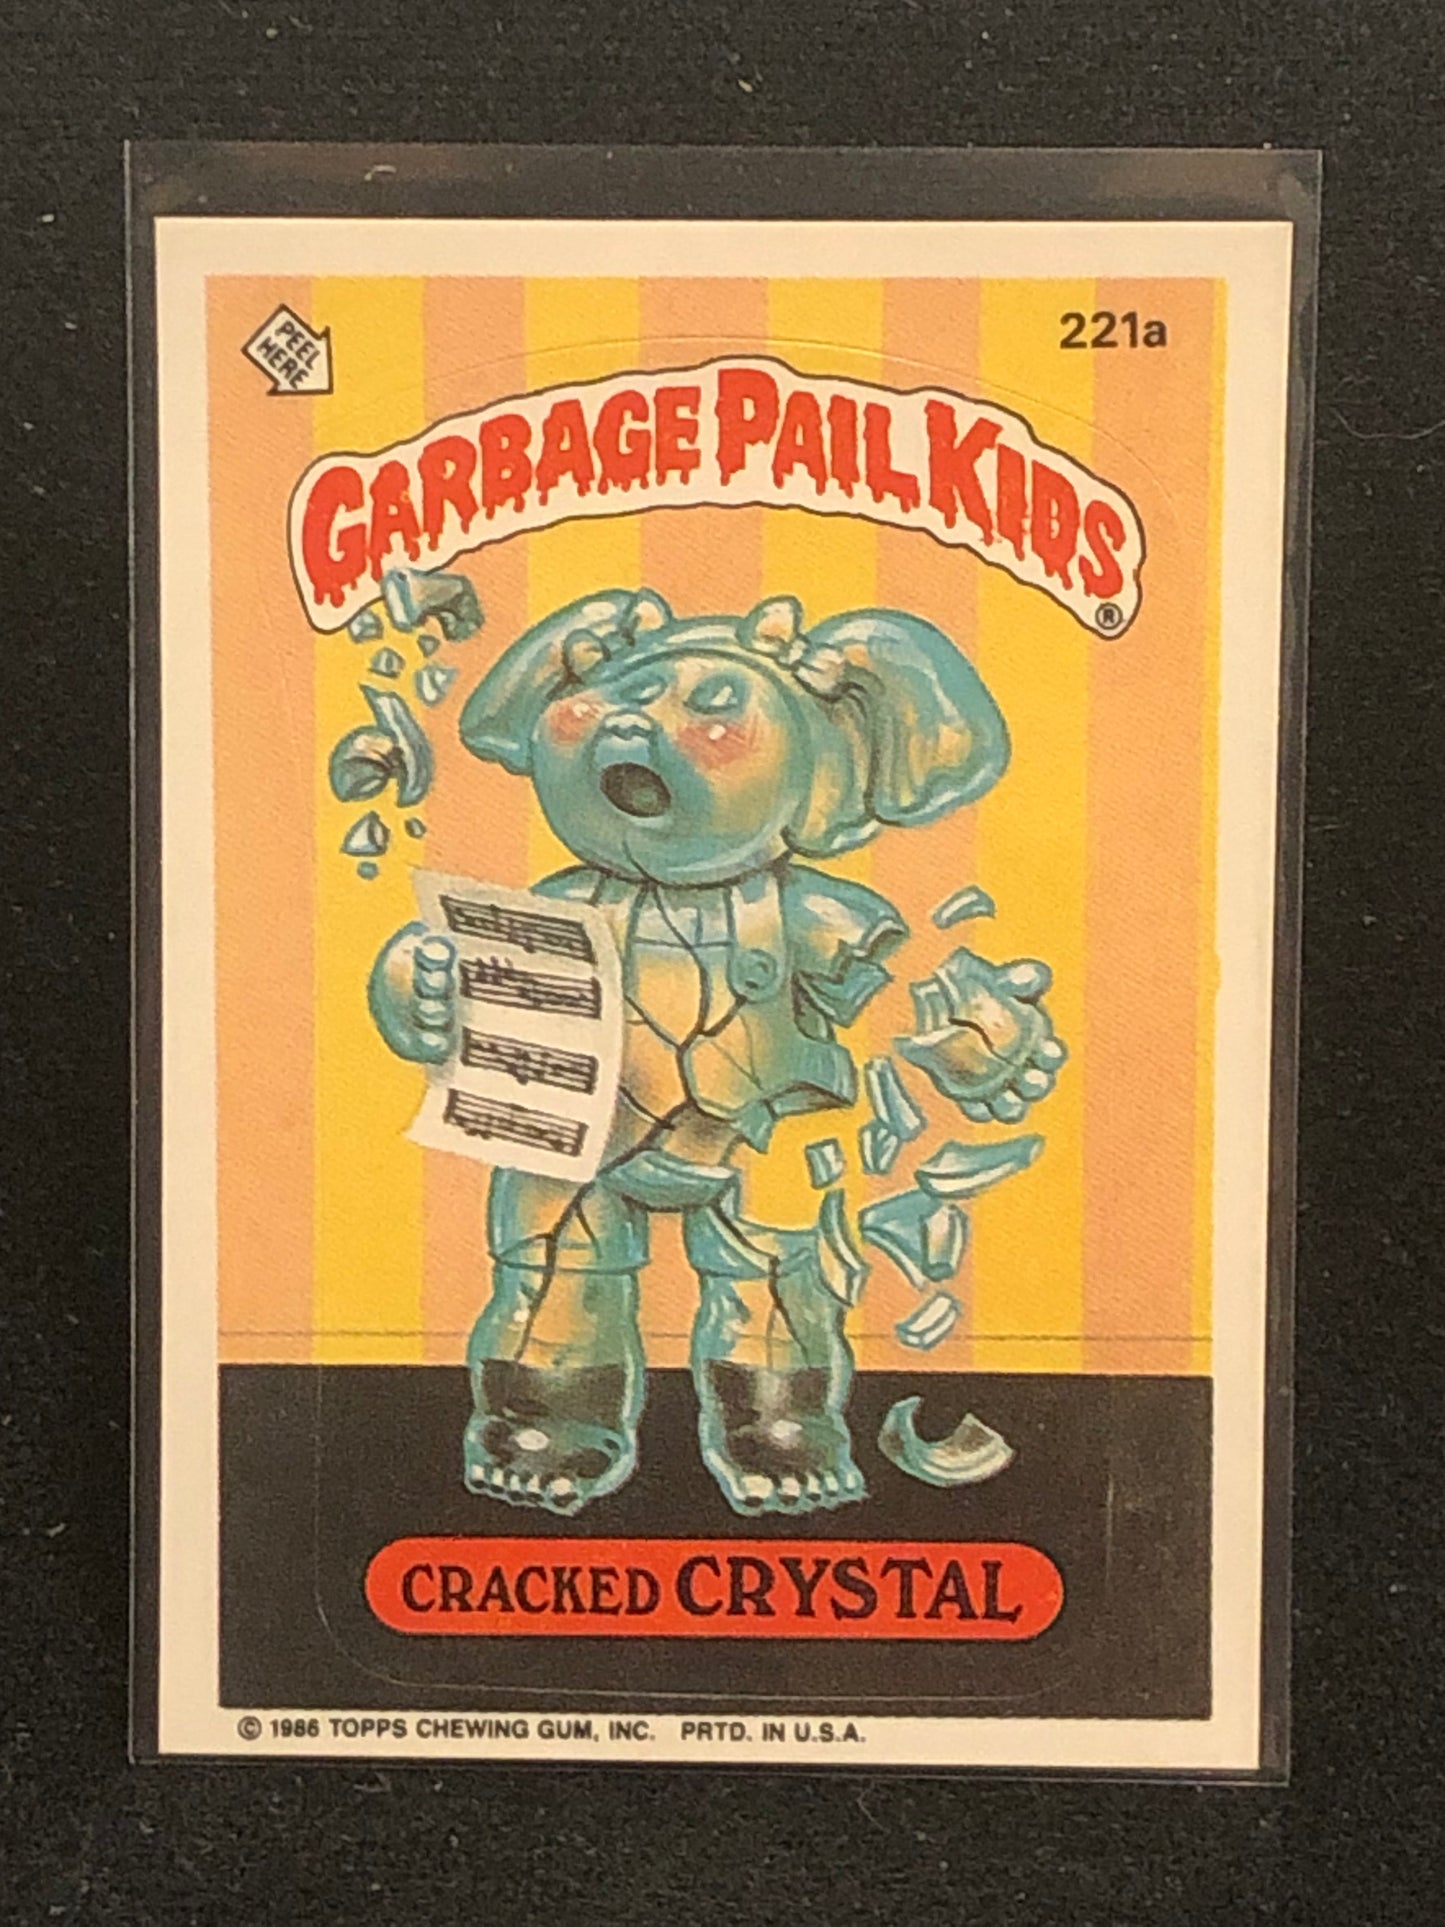 PEEL
HERE
221a
GARBAGE PAIL KIDS
®
CRACKED CRYSTAL
© 1986 TOPPS CHEWING GUM, INC. PRTD. IN U.S.A.